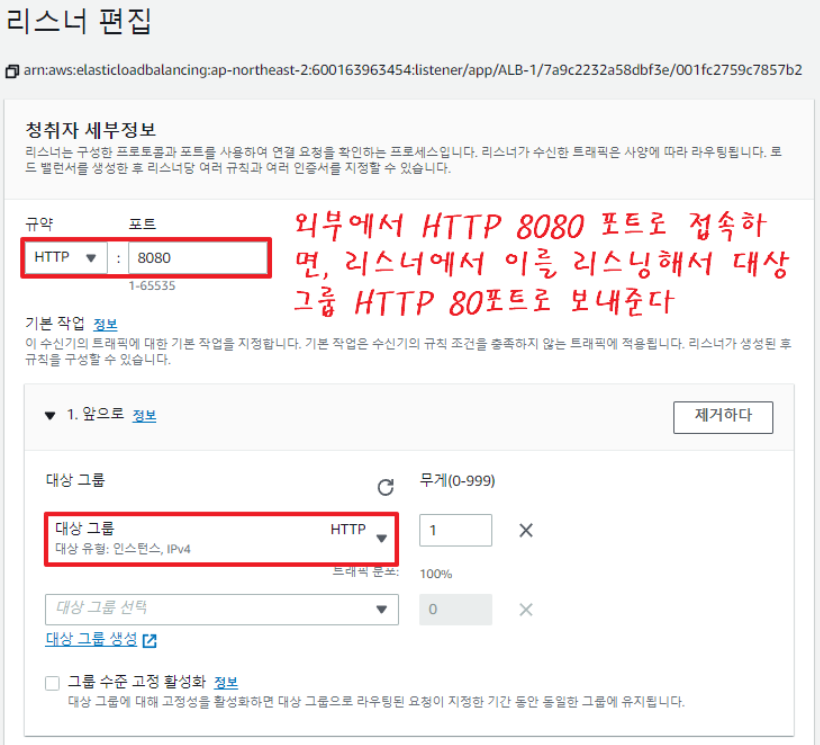 리스너 편집
arn:aws:elasticloadbalancing:ap-northeast-2:600163963454:listener/app/ALB-1/7a9c2232a58dbf3e/001fc2759c7857b2
청취자 세부정보
리스너는 구성한 프로토콜과 포트를 사용하여 연결 요청을 확인하는 프로세스입니다. 리스너가 수신한 트래픽은 사양에 따라 라우팅됩니다. 로
드 밸런서를 생성한 후 리스너당 여러 규칙과 여러 인증서를 지정할 수 있습니다.
규약 포트
HTTP : 8080
1-65535
외부에서 HTTP 8080 포트로 접속하
면, 리스너에서 이를 리스닝해서 대상
그룹 HTTP 80포트로 보내준다
기본 작업 정보
이 수신기의 트래픽에 대한 기본 작업을 지정합니다. 기본 작업은 수신기의 규칙 조건을 충족하지 않는 트래픽에 적용됩니다. 리스너가 생성된 후
규칙을 구성할 수 있습니다.
1. 앞으로 정보
제거하다
대상 그룹 무게(0-999)
대상 그룹 HTTP 1
대상 유형: 인스턴스, IPv4
트래픽 분포: 100%
대상 그룹 선택 0
대상 그룹 생성
그룹 수준 고정 활성화 정보
대상 그룹에 대해 고정성을 활성화하면 대상 그룹으로 라우팅된 요청이 지정한 기간 동안 동일한 그룹에 유지됩니다.